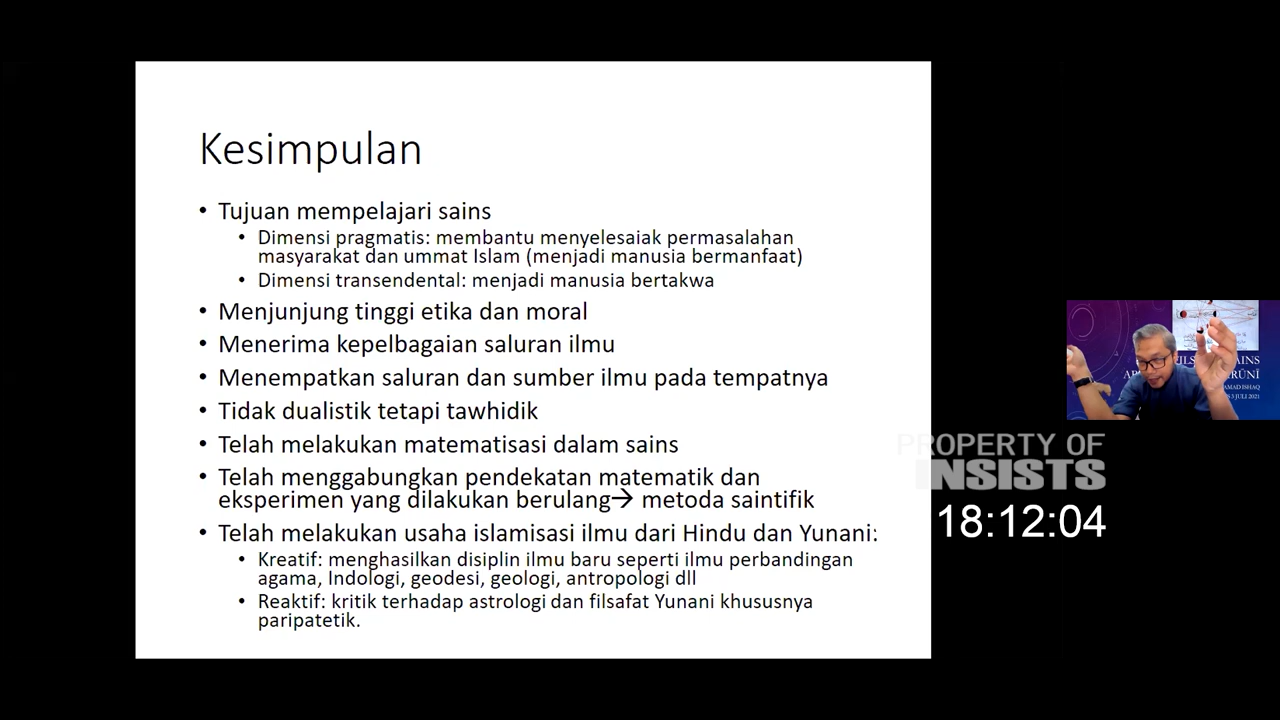 Kesimpulan
• Tujuan mempelajari sains
• Dimensi pragmatis: membantu menyelesaiak permasalahan
masyarakat dan ummat Islam (menjadi manusia bermanfaat)
• Dimensi transendental: menjadi manusia bertakwa
• Menjunjung tinggi etika dan moral
• Menerima kepelbagaian saluran ilmu
• Menempatkan saluran dan sumber ilmu pada tempatnya
• Tidak dualistik tetapi tawhidik
• Telah melakukan matematisasi dalam sains
• Telah menggabungkan pendekatan matematik dan
eksperimen yang dilakukan berulang→ metoda saintifik
• Telah melakukan usaha islamisasi ilmu dari Hindu dan Yunani:
• Kreatif: menghasilkan disiplin ilmu baru seperti ilmu perbandingan
agama, Indologi, geodesi, geologi, antropologi dll
• Reaktif: kritik terhadap astrologi dan filsafat Yunani khususnya
paripatetik.
PROPERTY OF
INSISTS
18:12:04